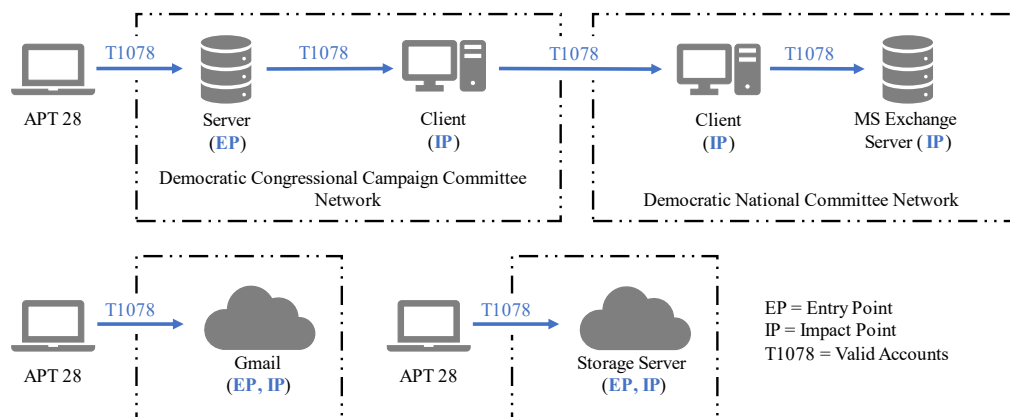 T1078
T1078
T1078
T1078
APT 28
Server
(EP)
Client
(IP)
Client
(IP)
MS Exchange
Server (IP)
Democratic Congressional Campaign Committee
Network
Democratic National Committee Network
T1078
T1078
APT 28
Gmail
(EP, IP)
APT 28
Storage Server
(EP, IP)
EP = Entry Point
IP = Impact Point
T1078 = Valid Accounts